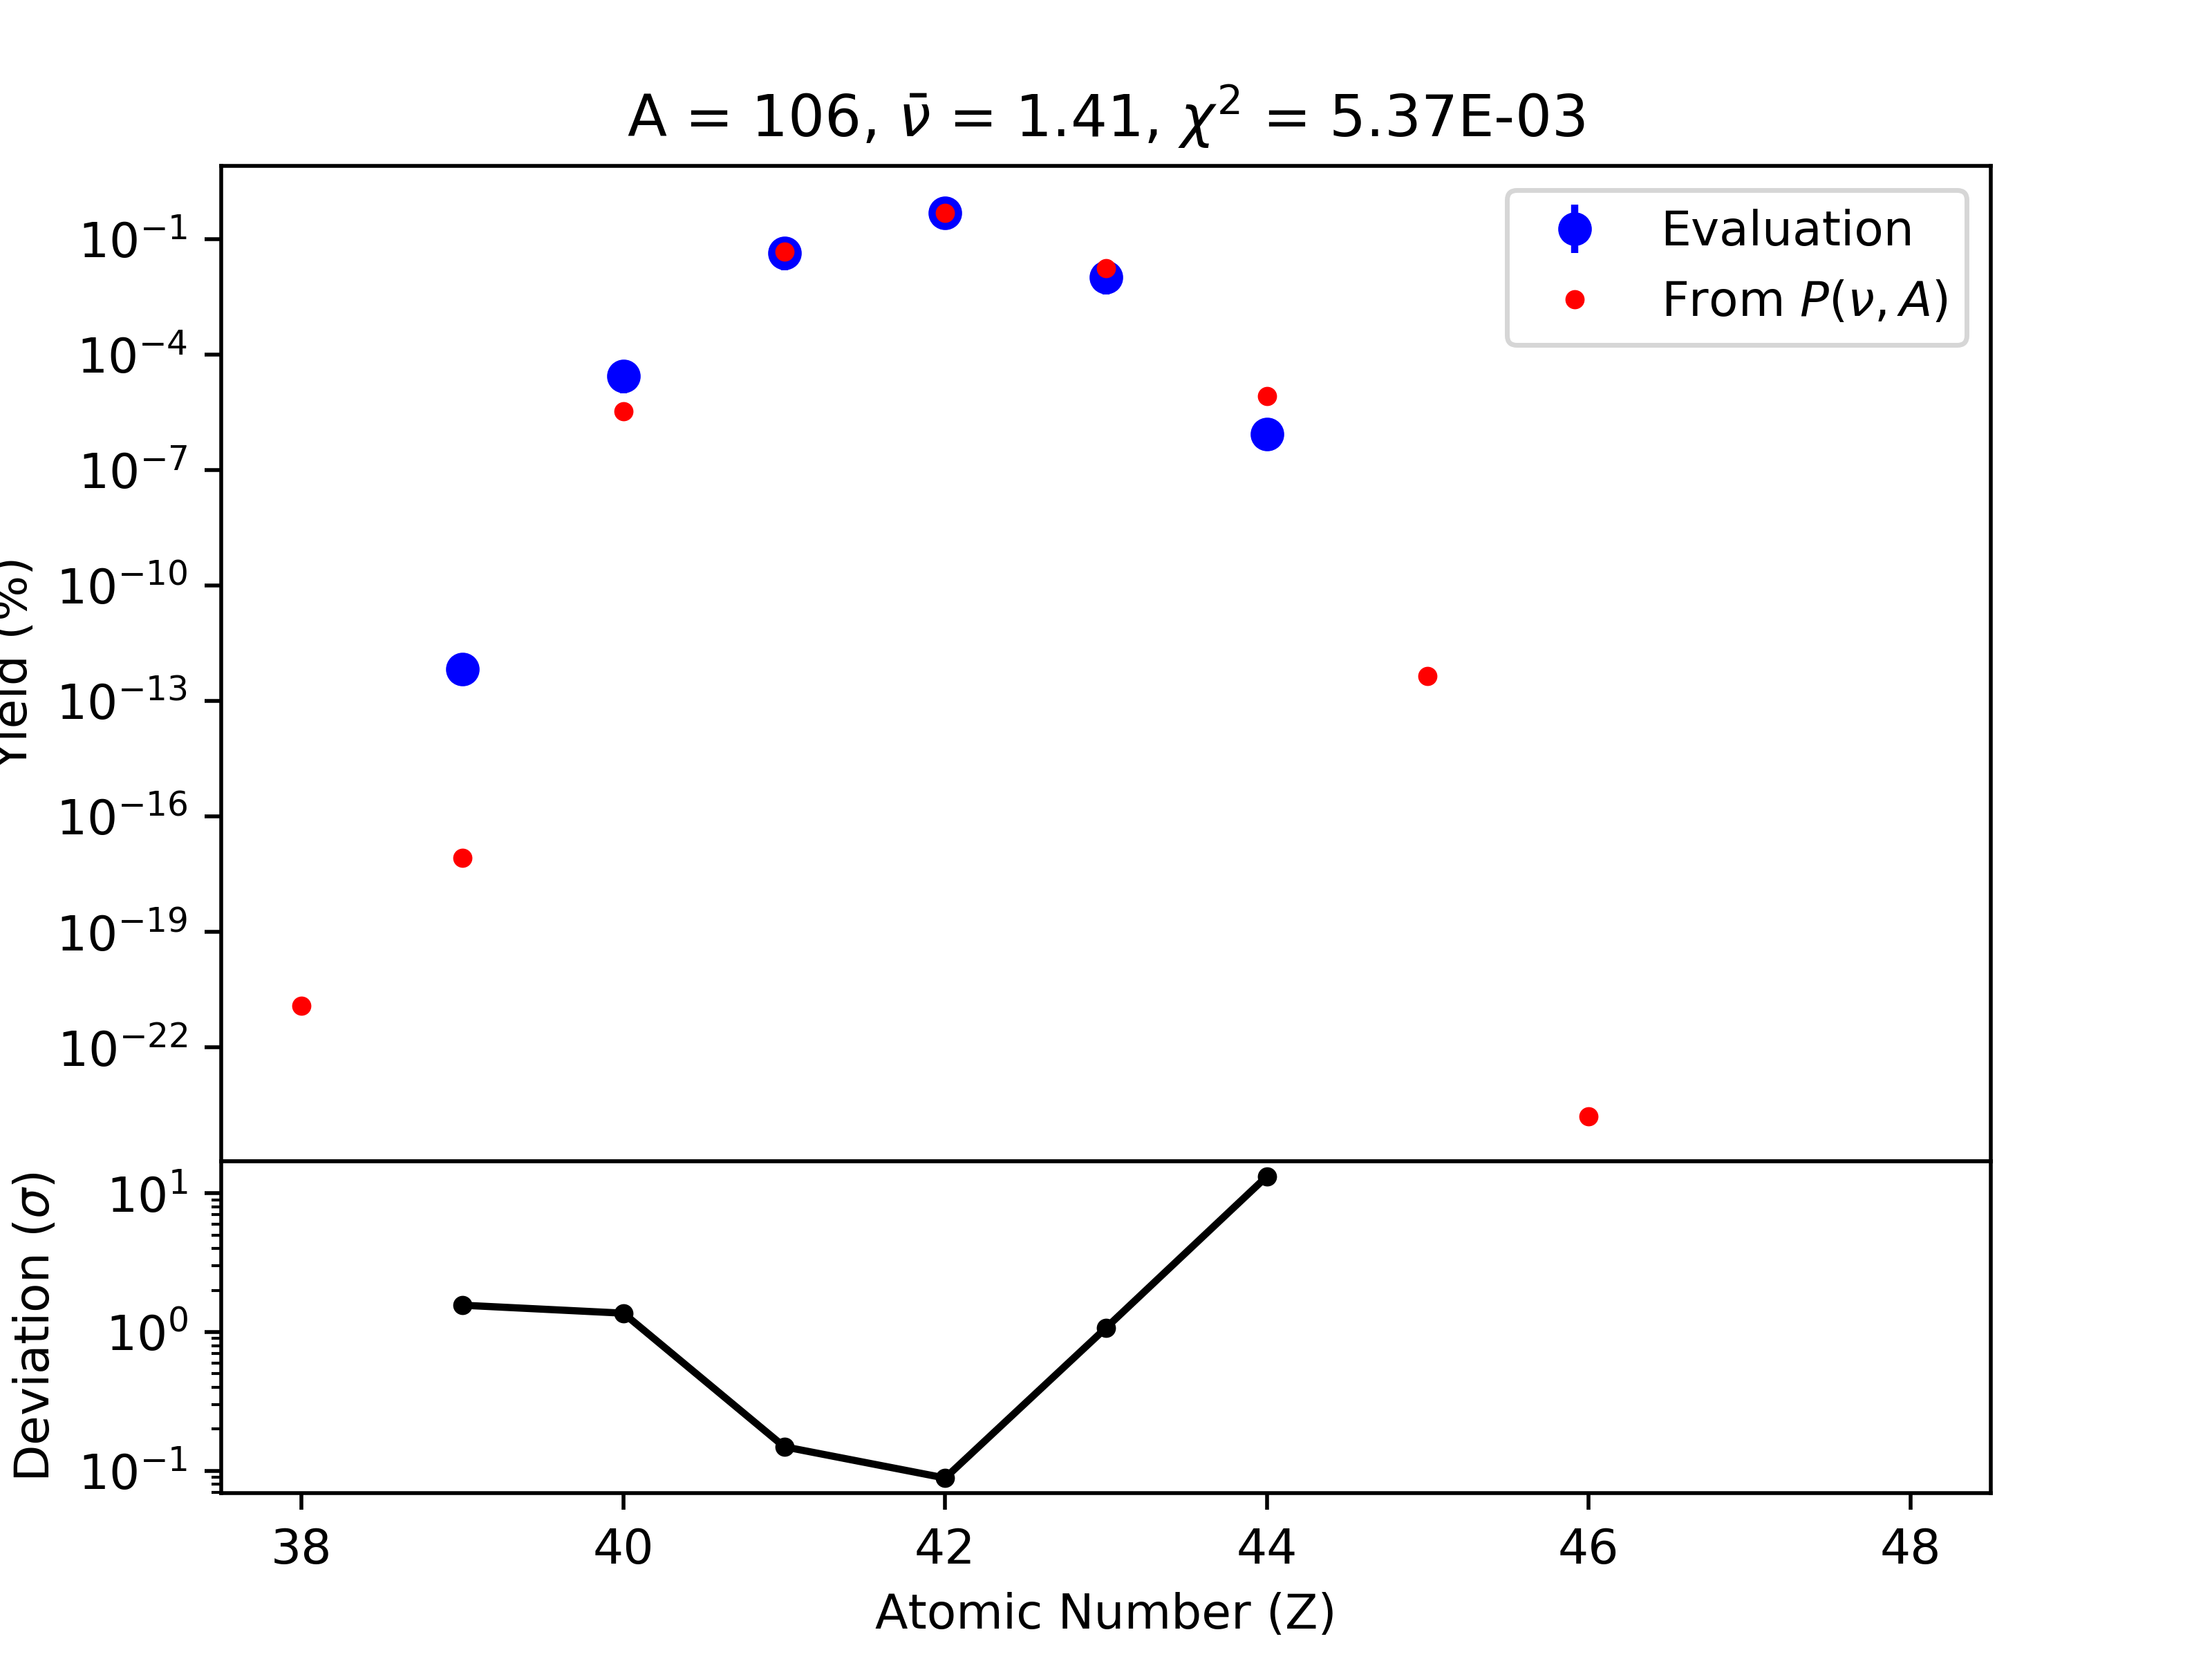 A = 106, ν̄ = 1.41, χ² = 5.37E-03
Evaluation
From P(ν, A)
10⁻¹
10⁻⁴
10⁻⁷
10⁻¹⁰
10⁻¹³
10⁻¹⁶
10⁻¹⁹
10⁻²²
Yield (%)
10¹
10⁰
10⁻¹
Deviation (σ)
38 40 42 44 46 48
Atomic Number (Z)